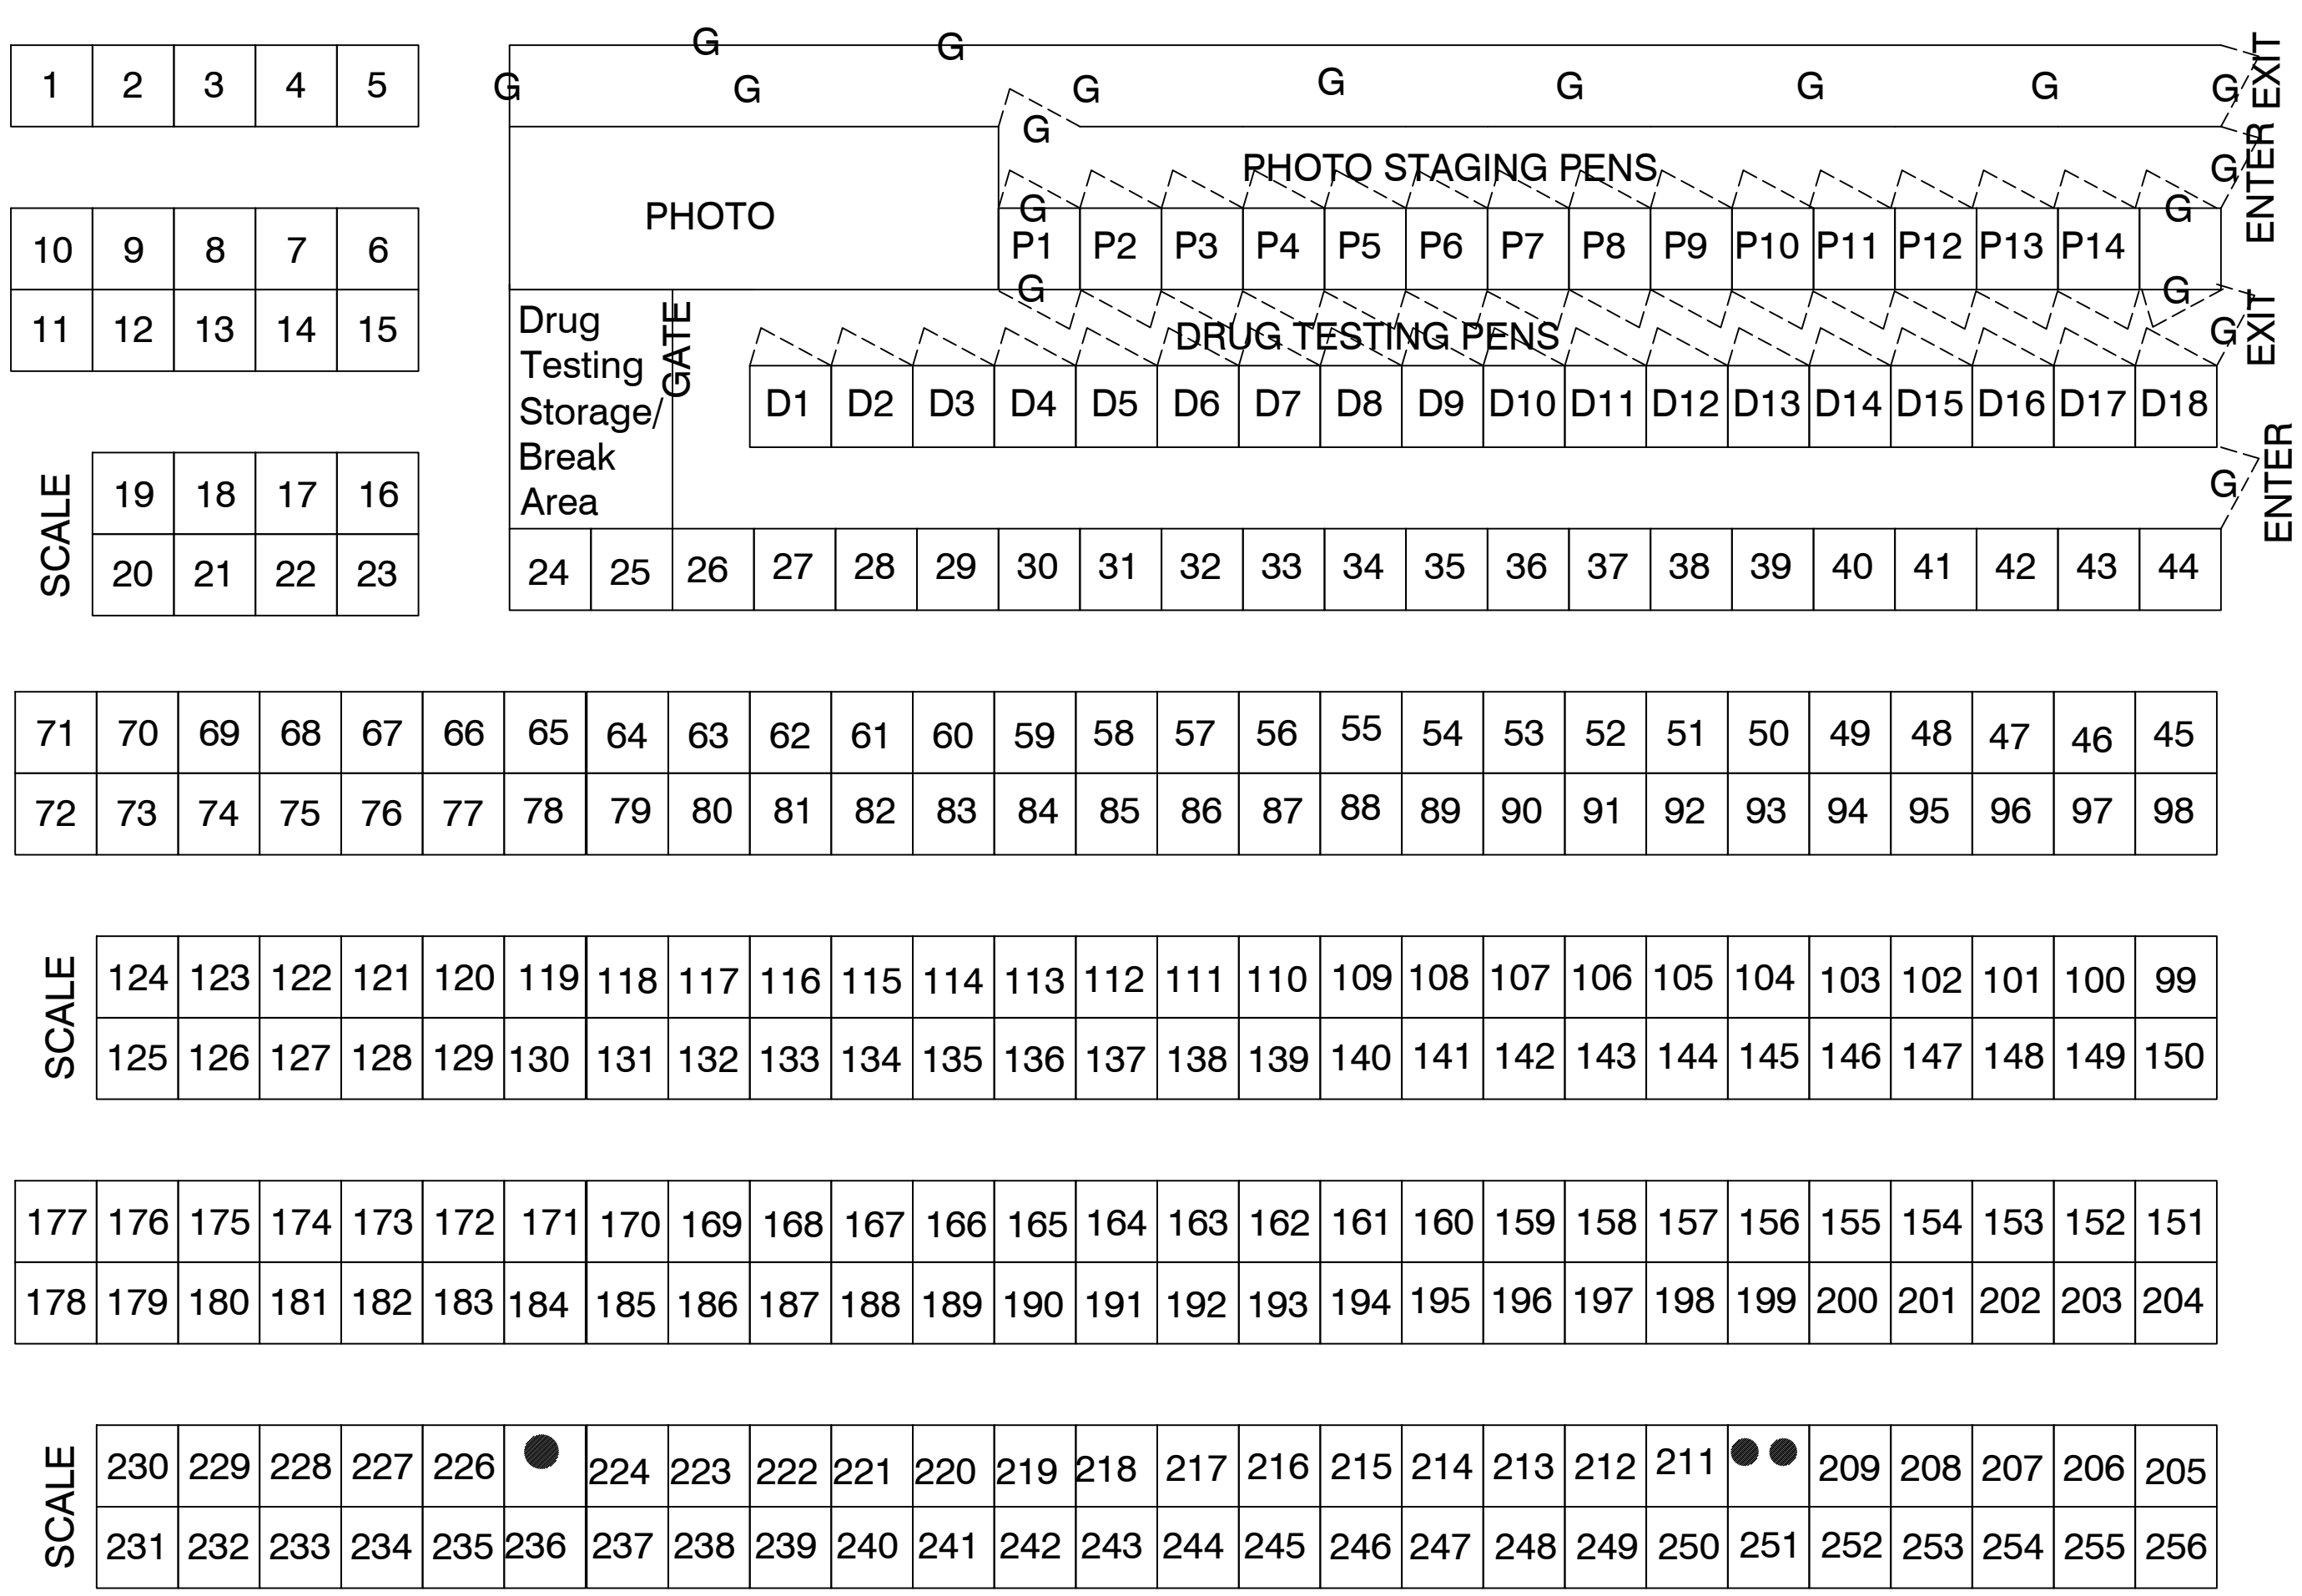 G G
1 2 3 4 5 G G G G G G G G EXIT
G
PHOTO STAGING PENS G ENTER
10 9 8 7 6 PHOTO G G
P1 P2 P3 P4 P5 P6 P7 P8 P9 P10 P11 P12 P13 P14
G G
11 12 13 14 15 Drug GATE DRUG TESTING PENS G EXIT
Testing
Storage/ D1 D2 D3 D4 D5 D6 D7 D8 D9 D10 D11 D12 D13 D14 D15 D16 D17 D18
Break
SCALE 19 18 17 16 Area G ENTER
20 21 22 23 24 25 26 27 28 29 30 31 32 33 34 35 36 37 38 39 40 41 42 43 44
71 70 69 68 67 66 65 64 63 62 61 60 59 58 57 56 55 54 53 52 51 50 49 48 47 46 45
72 73 74 75 76 77 78 79 80 81 82 83 84 85 86 87 88 89 90 91 92 93 94 95 96 97 98
SCALE 124 123 122 121 120 119 118 117 116 115 114 113 112 111 110 109 108 107 106 105 104 103 102 101 100 99
125 126 127 128 129 130 131 132 133 134 135 136 137 138 139 140 141 142 143 144 145 146 147 148 149 150
177 176 175 174 173 172 171 170 169 168 167 166 165 164 163 162 161 160 159 158 157 156 155 154 153 152 151
178 179 180 181 182 183 184 185 186 187 188 189 190 191 192 193 194 195 196 197 198 199 200 201 202 203 204
SCALE 230 229 228 227 226 224 223 222 221 220 219 218 217 216 215 214 213 212 211 209 208 207 206 205
231 232 233 234 235 236 237 238 239 240 241 242 243 244 245 246 247 248 249 250 251 252 253 254 255 256